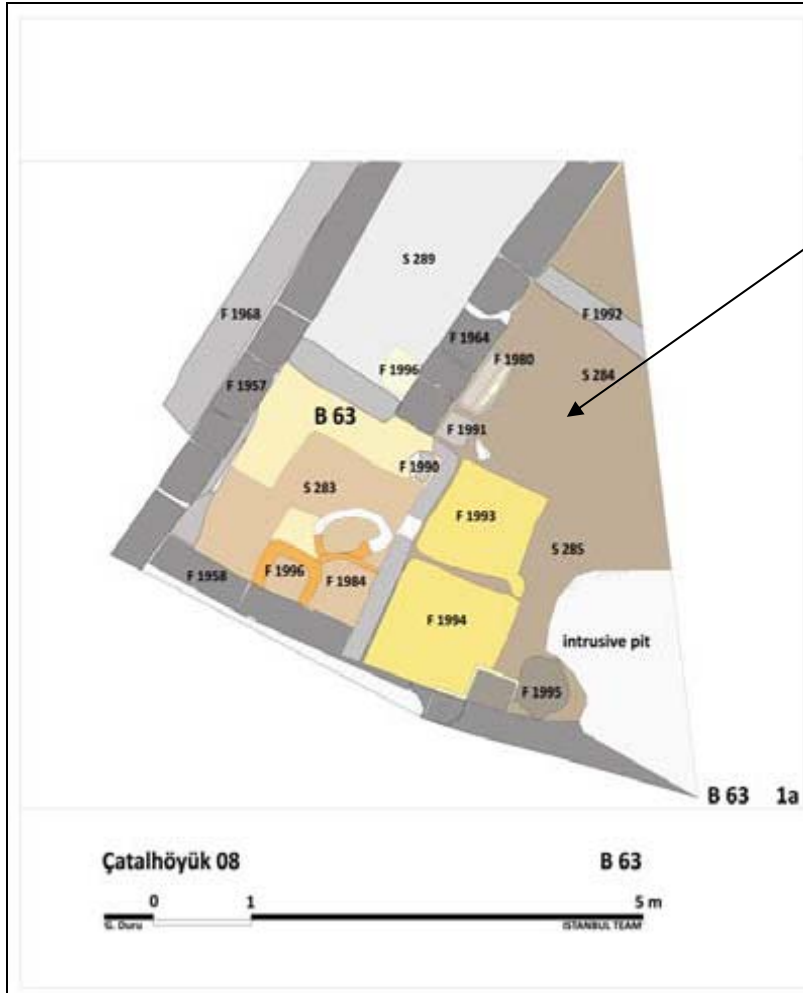 S 289
F 1968
F 1992
F 1964
F 1980
S 284
F 1996
F 1957
B 63
F 1991
F 1990
S 283
F 1993
S 285
F 1958
F 1996
F 1984
F 1994
intrusive pit
F 1995
B 63 1a
Çatalhöyük 08 B 63
0 1 5 m
G. Duru ISTANBUL TEAM